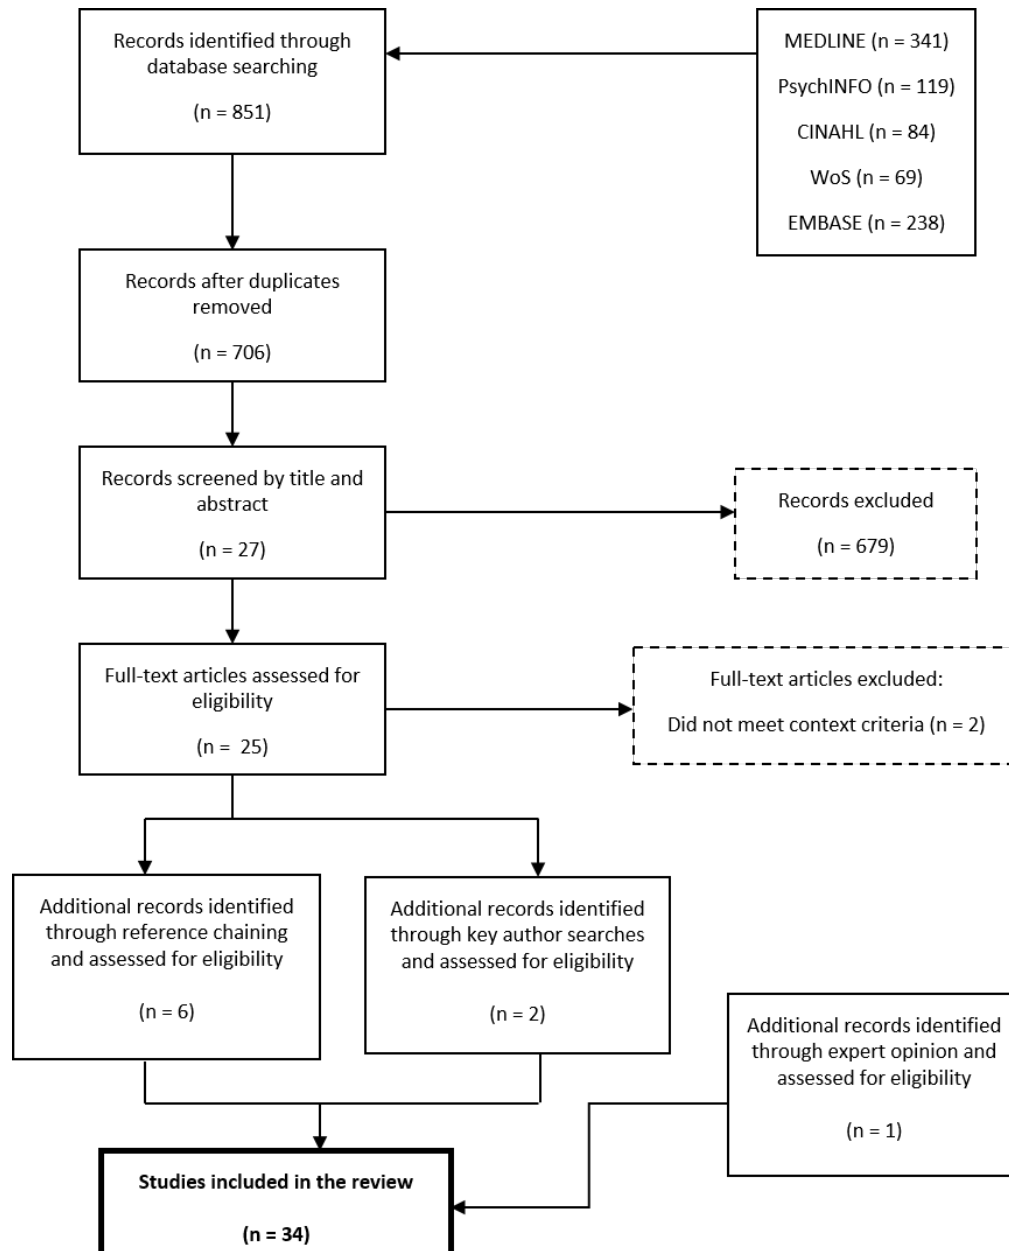 Records identified through
database searching
(n = 851)
MEDLINE (n = 341)
PsychINFO (n = 119)
CINAHL (n = 84)
WoS (n = 69)
EMBASE (n = 238)
Records after duplicates
removed
(n = 706)
Records screened by title and
abstract
(n = 27)
Records excluded
(n = 679)
Full-text articles assessed for
eligibility
(n = 25)
Full-text articles excluded:
Did not meet context criteria (n = 2)
Additional records identified
through reference chaining
and assessed for eligibility
(n = 6)
Additional records identified
through key author searches
and assessed for eligibility
(n = 2)
Additional records identified
through expert opinion and
assessed for eligibility
(n = 1)
Studies included in the review
(n = 34)